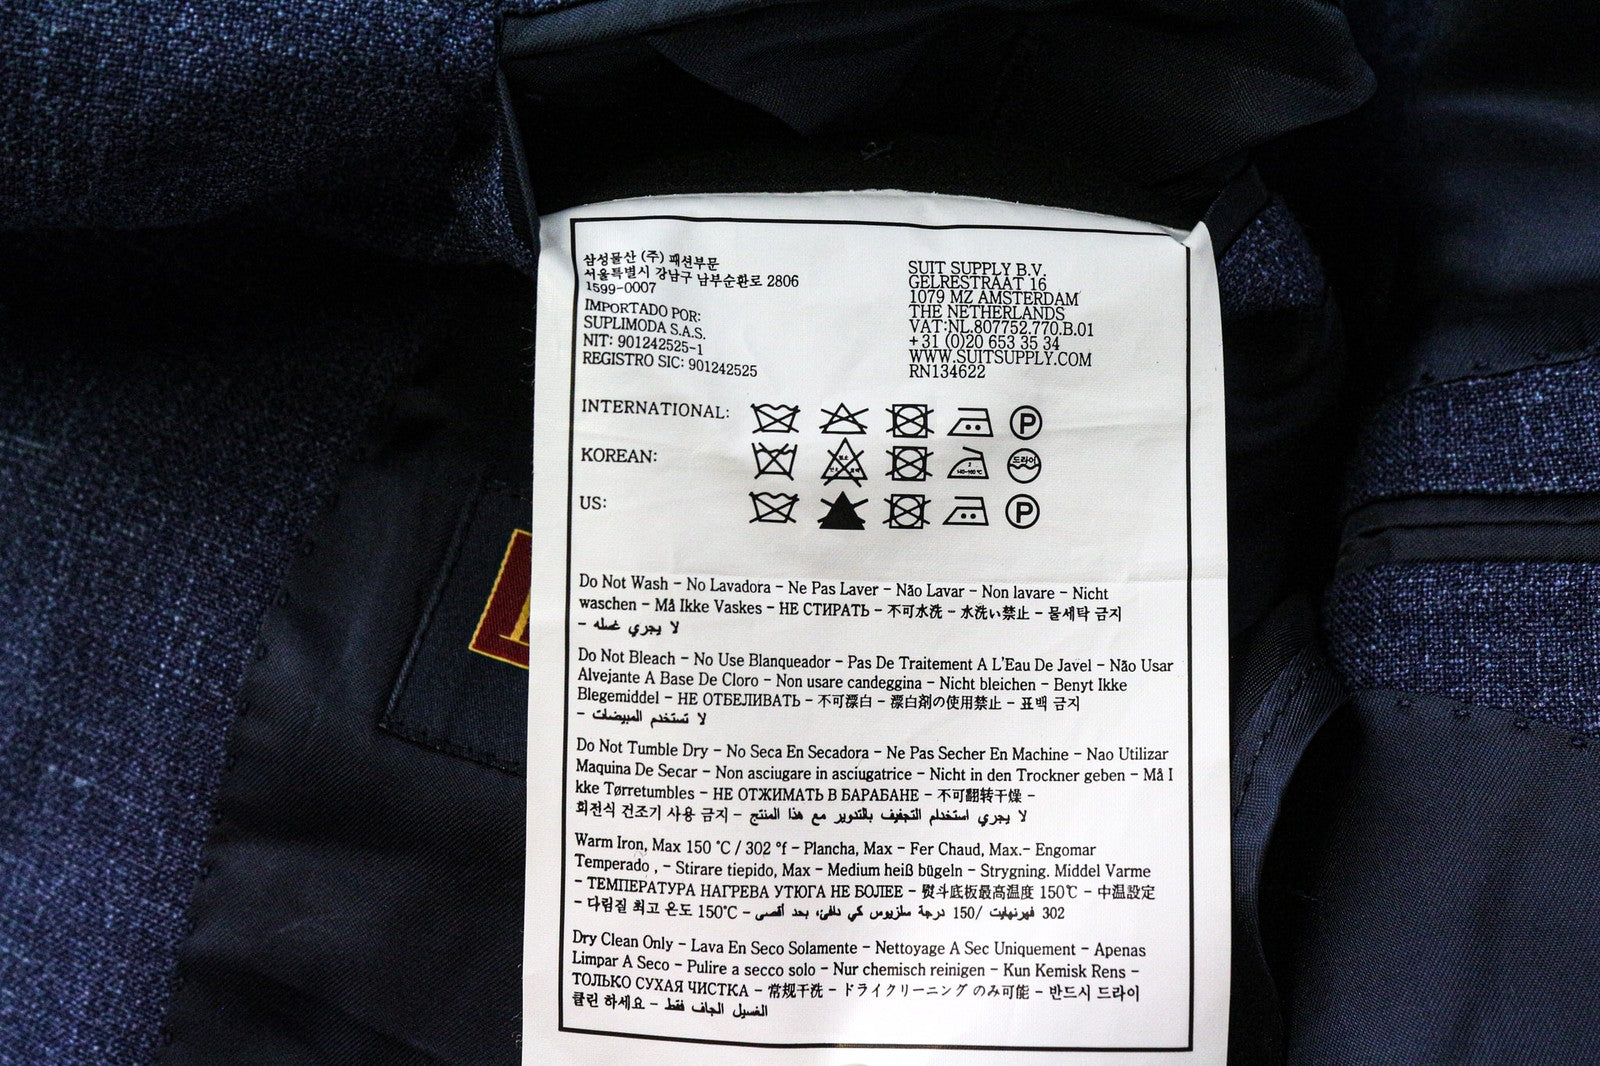 삼성물산 (주) 패션부문
서울특별시 강남구 남부순환로 2806
1599-0007
IMPORTADO POR:
SUPLIMODA S.A.S.
NIT: 901242525-1
REGISTRO SIC: 901242525
SUIT SUPPLY B.V.
GELRESTRAAT 16
1079 MZ AMSTERDAM
THE NETHERLANDS
VAT:NL.807752.770.B.01
+31 (0)20 653 35 34
WWW.SUITSUPPLY.COM
RN134622
INTERNATIONAL: P
KOREAN: 드라이
US: P
Do Not Wash - No Lavadora - Ne Pas Laver - Não Lavar - Non lavare - Nicht
waschen - Må Ikke Vaskes - НЕ СТИРАТЬ - 不可水洗 - 水洗い禁止 - 물세탁 금지
- لا يجري غسله
Do Not Bleach - No Use Blanqueador - Pas De Traitement A L'Eau De Javel - Não Usar
Alvejante A Base De Cloro - Non usare candeggina - Nicht bleichen - Benyt Ikke
Blegemiddel - НЕ ОТБЕЛИВАТЬ - 不可漂白 - 漂白剤の使用禁止 - 표백 금지
- لا تستخدم المبيضات
Do Not Tumble Dry - No Seca En Secadora - Ne Pas Secher En Machine - Nao Utilizar
Maquina De Secar - Non asciugare in asciugatrice - Nicht in den Trockner geben - Må I
kke Tørretumbles - НЕ ОТЖИМАТЬ В БАРАБАНЕ - 不可翻转干燥 -
회전식 건조기 사용 금지 - لا يجري استخدام التجفيف بالتدوير مع هذا المنتج
Warm Iron, Max 150 °C / 302 °f - Plancha, Max - Fer Chaud, Max.- Engomar
Temperado , - Stirare tiepido, Max - Medium heiß bügeln - Strygning. Middel Varme
- ТЕМПЕРАТУРА НАГРЕВА УТЮГА НЕ БОЛЕЕ - 熨斗底板最高温度 150℃ - 中温設定
- 다림질 최고 온도 150°C - كي دافئ، بحد أقصى 150 درجة سلزيوس/ 302 فهرنهايت
Dry Clean Only - Lava En Seco Solamente - Nettoyage A Sec Uniquement - Apenas
Limpar A Seco - Pulire a secco solo - Nur chemisch reinigen - Kun Kemisk Rens -
ТОЛЬКО СУХАЯ ЧИСТКА - 常规干洗 - ドライクリーニング のみ可能 - 반드시 드라이
클린 하세요 - الغسيل الجاف فقط